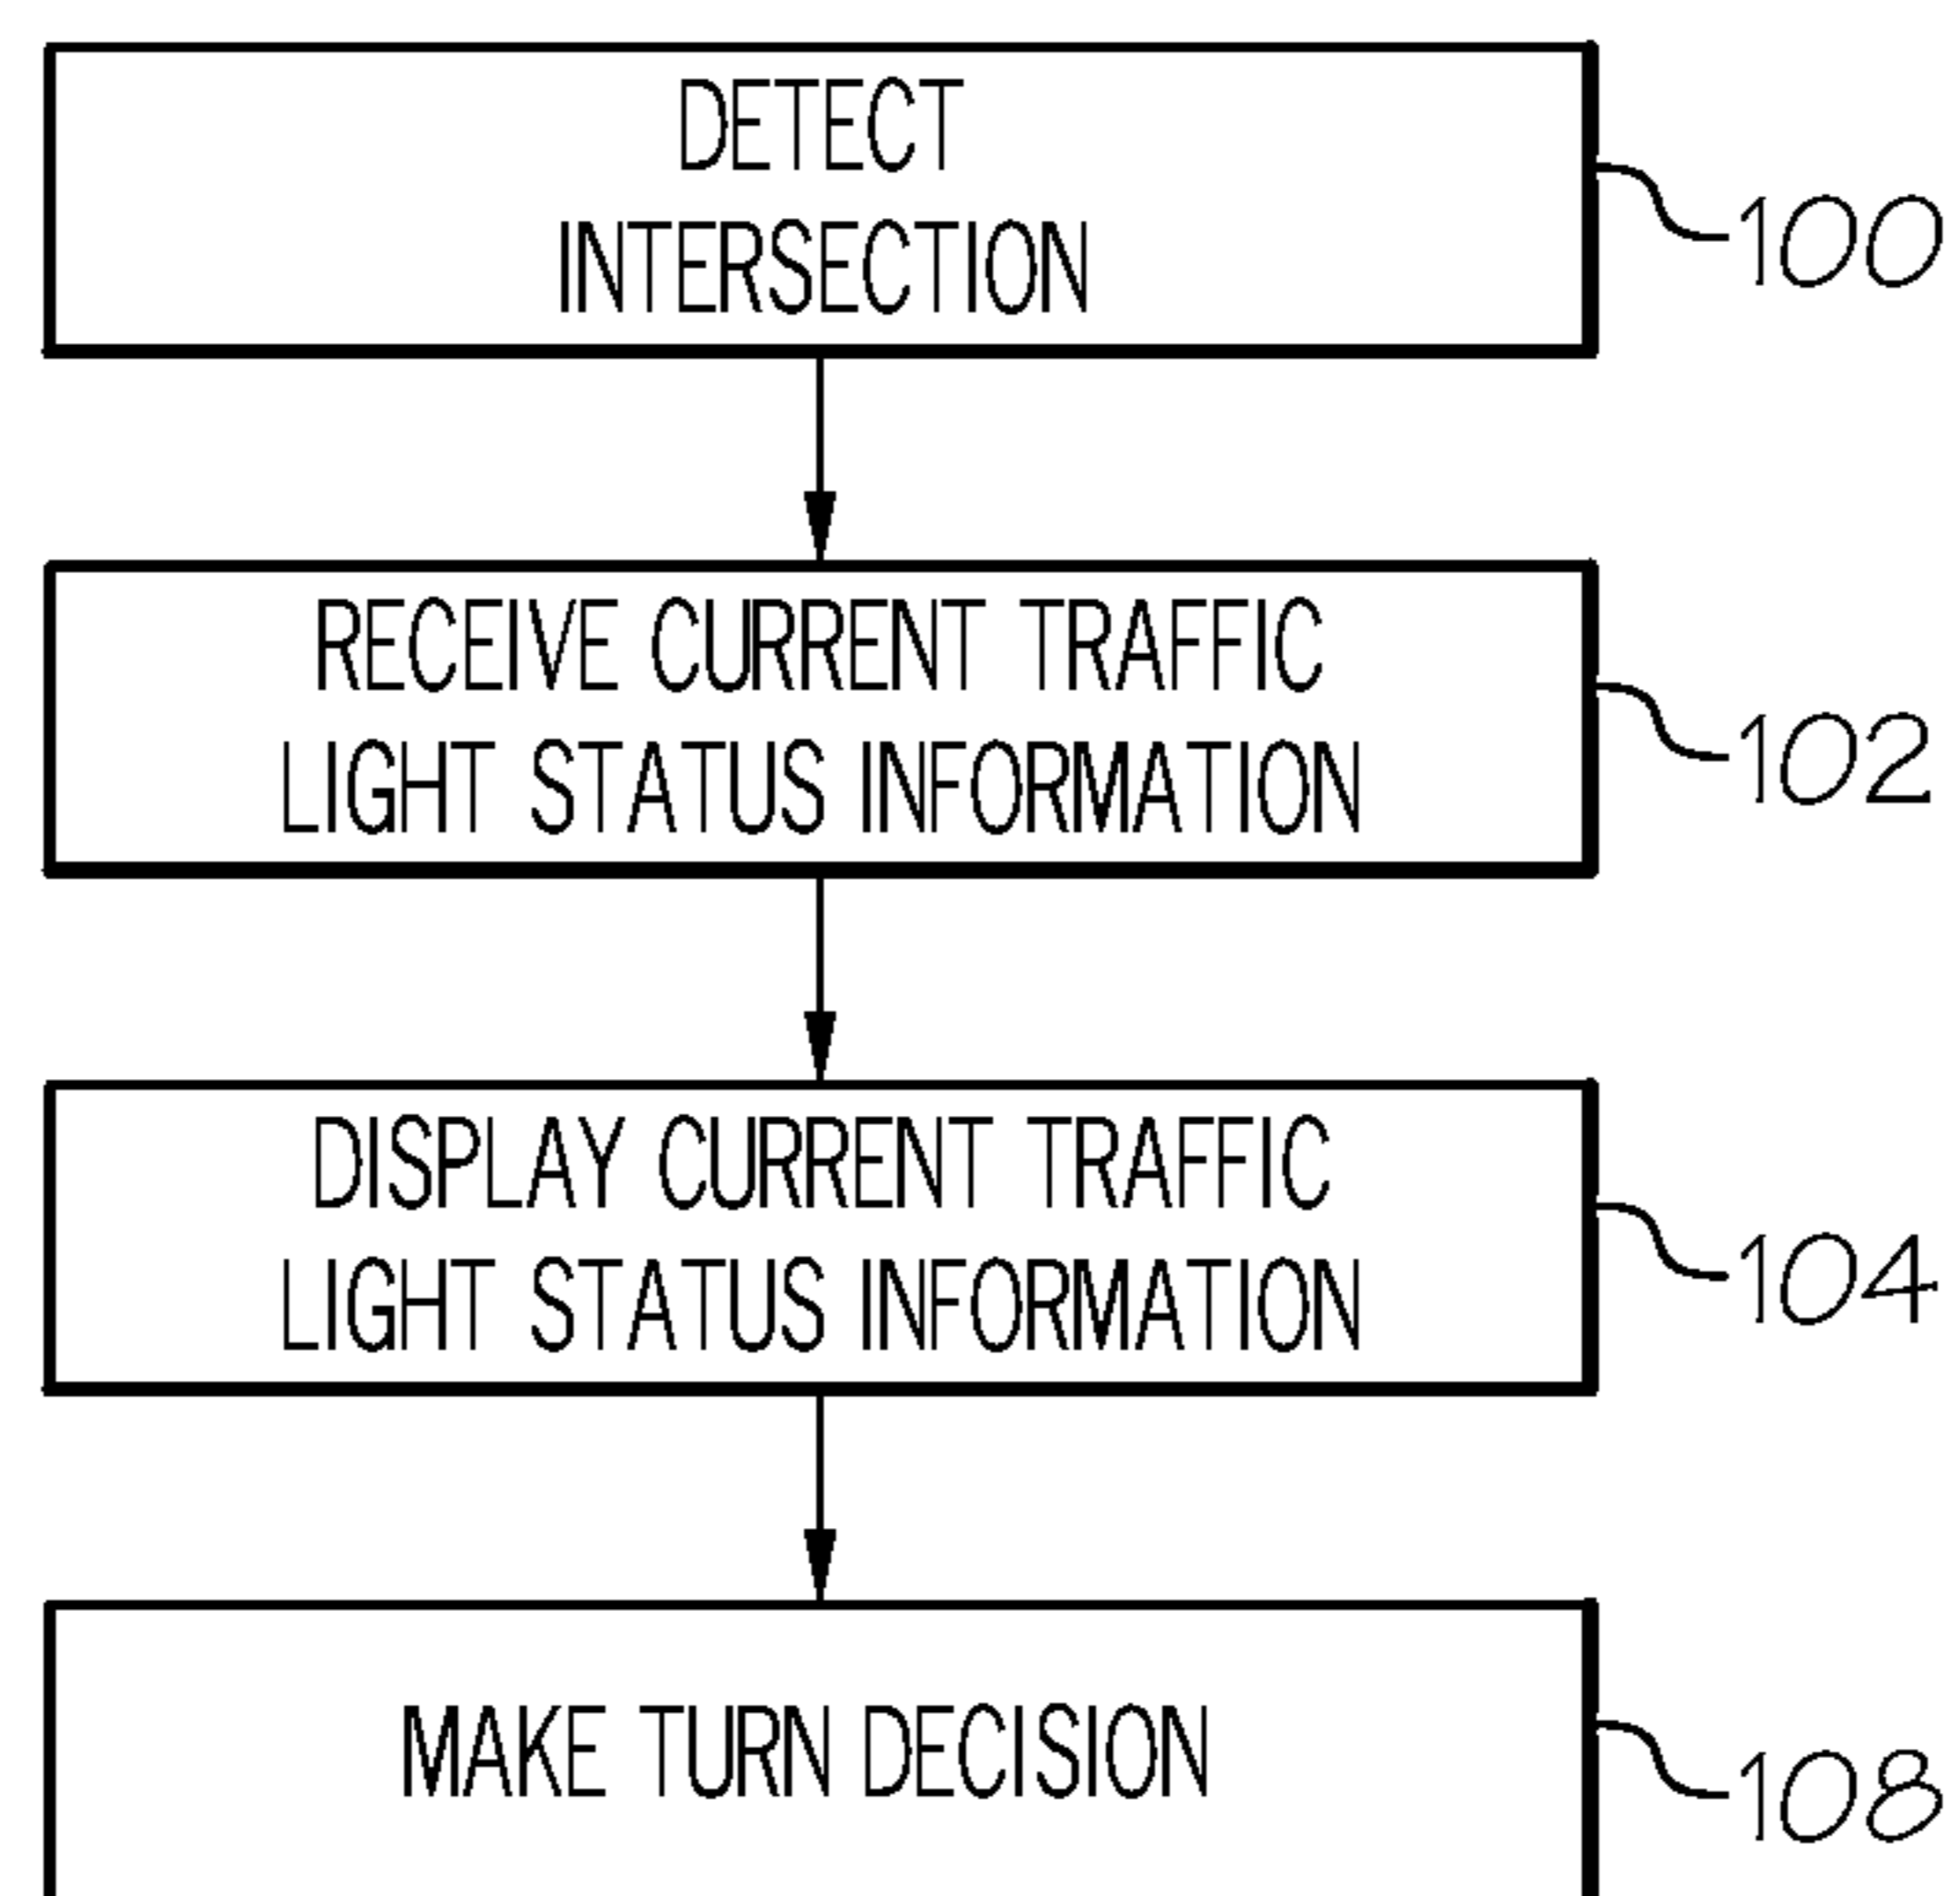 DETECT
INTERSECTION
100
RECEIVE CURRENT TRAFFIC
LIGHT STATUS INFORMATION
102
DISPLAY CURRENT TRAFFIC
LIGHT STATUS INFORMATION
104
MAKE TURN DECISION
108